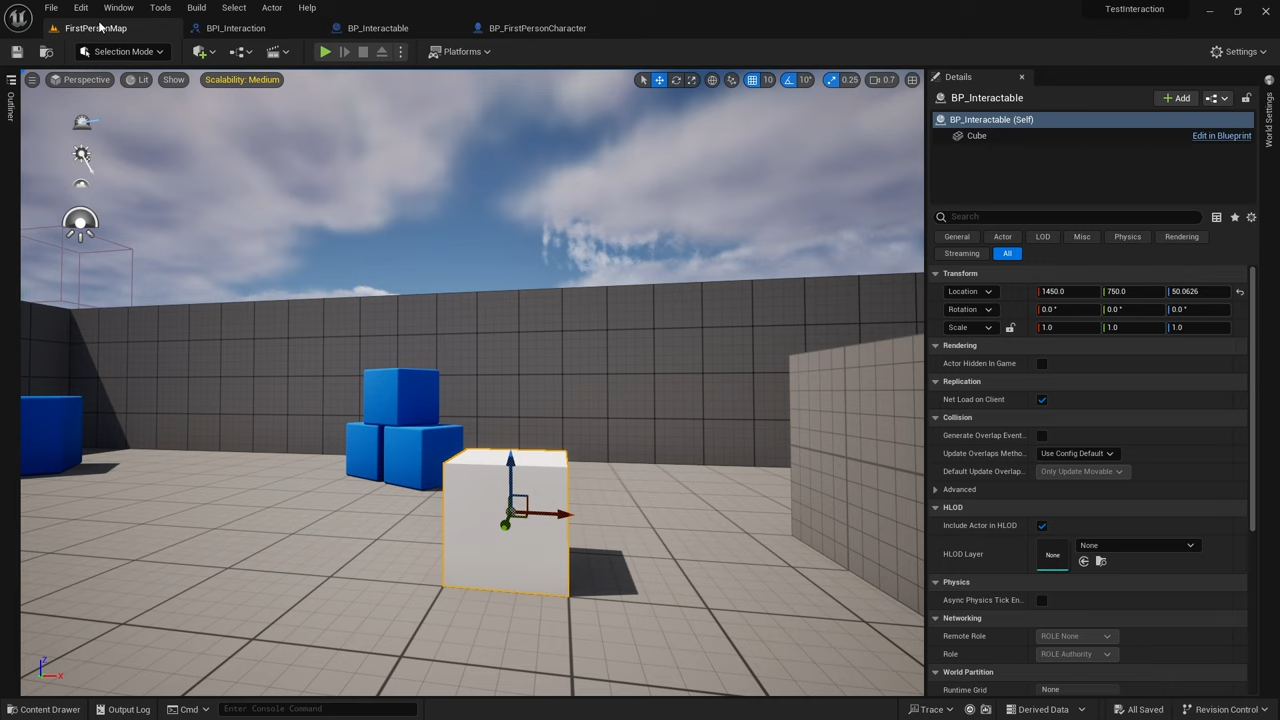 File Edit Window Tools Build Select Actor Help
TestInteraction
FirstPersonMap BPI_Interaction BP_Interactable BP_FirstPersonCharacter
Selection Mode Platforms Settings
Perspective Lit Show Scalability: Medium 10 10° 0.25 0.7
Outliner
Details
World Settings
BP_Interactable Add
BP_Interactable (Self)
Cube Edit in Blueprint
Search
General Actor LOD Misc Physics Rendering
Streaming All
Transform
Location 1450.0 750.0 50.0626
Rotation 0.0 ° 0.0 ° 0.0 °
Scale 1.0 1.0 1.0
Rendering
Actor Hidden In Game
Replication
Net Load on Client
Collision
Generate Overlap Event...
Update Overlaps Metho... Use Config Default
Default Update Overlap... Only Update Movable
Advanced
HLOD
Include Actor in HLOD
HLOD Layer None None
Physics
Async Physics Tick En...
Networking
Remote Role ROLE None
Role ROLE Authority
World Partition
Runtime Grid None
Z
X
Content Drawer Output Log Cmd Enter Console Command Trace Derived Data All Saved Revision Control